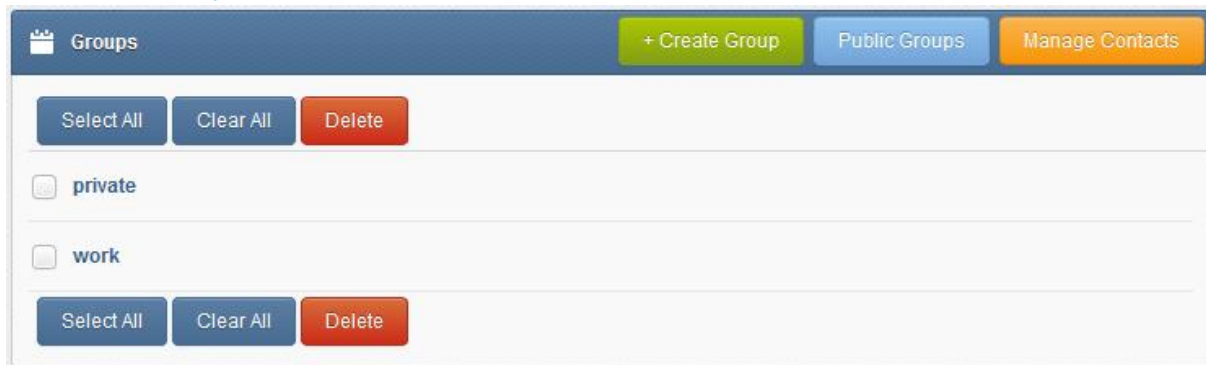 Groups + Create Group Public Groups Manage Contacts
Select All Clear All Delete
private
work
Select All Clear All Delete